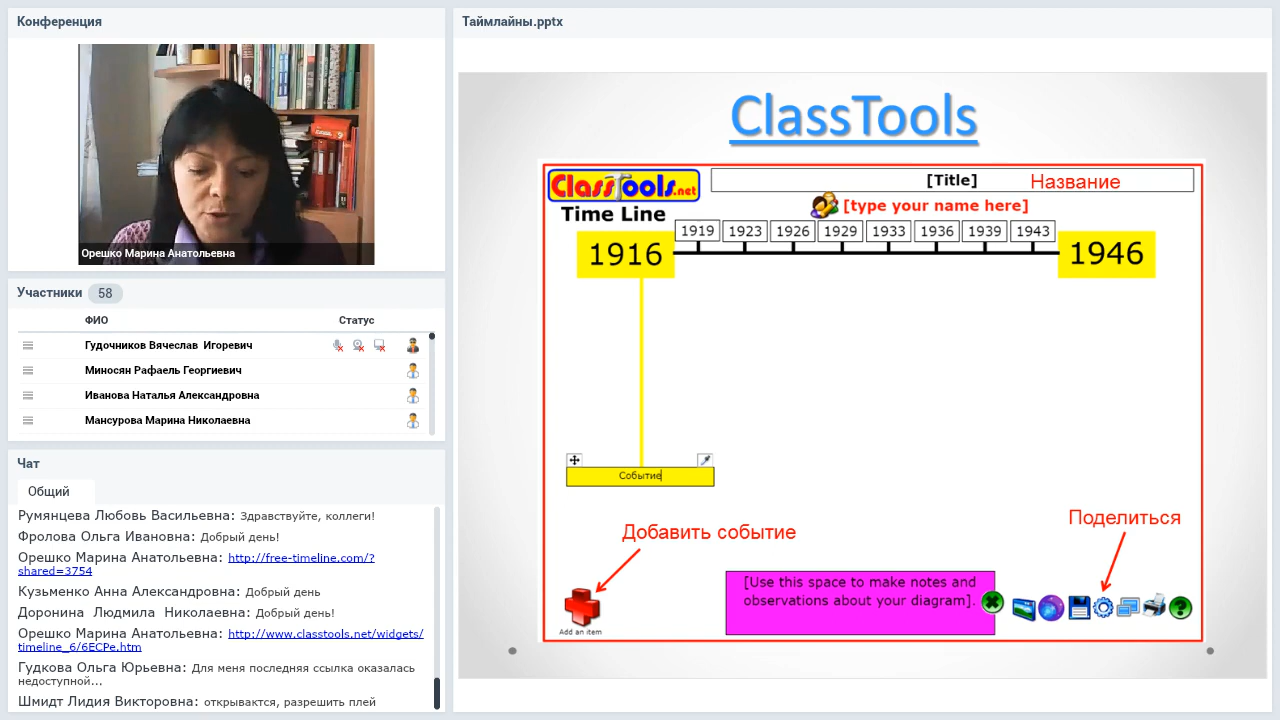 Конференция
Орешко Марина Анатольевна
Участники 58
ФИО Статус
Гудочников Вячеслав Игоревич
Миносян Рафаель Георгиевич
Иванова Наталья Александровна
Мансурова Марина Николаевна
Чат
Общий
Румянцева Любовь Васильевна: Здравствуйте, коллеги!
Фролова Ольга Ивановна: Добрый день!
Орешко Марина Анатольевна: http://free-timeline.com/?
shared=3754
Кузьменко Анна Александровна: Добрый день
Доронина Людмила Николаевна: Добрый день!
Орешко Марина Анатольевна: http://www.classtools.net/widgets/
timeline_6/6ECPe.htm
Гудкова Ольга Юрьевна: Для меня последняя ссылка оказалась
недоступной...
Шмидт Лидия Викторовна: открывактся, разрешить плей
Таймлайны.pptx
ClassTools
ClassTools.net
[Title] Название
Time Line
[type your name here]
1916 1919 1923 1926 1929 1933 1936 1939 1943 1946
Событие
Добавить событие
Поделиться
[Use this space to make notes and
observations about your diagram].
Add an item